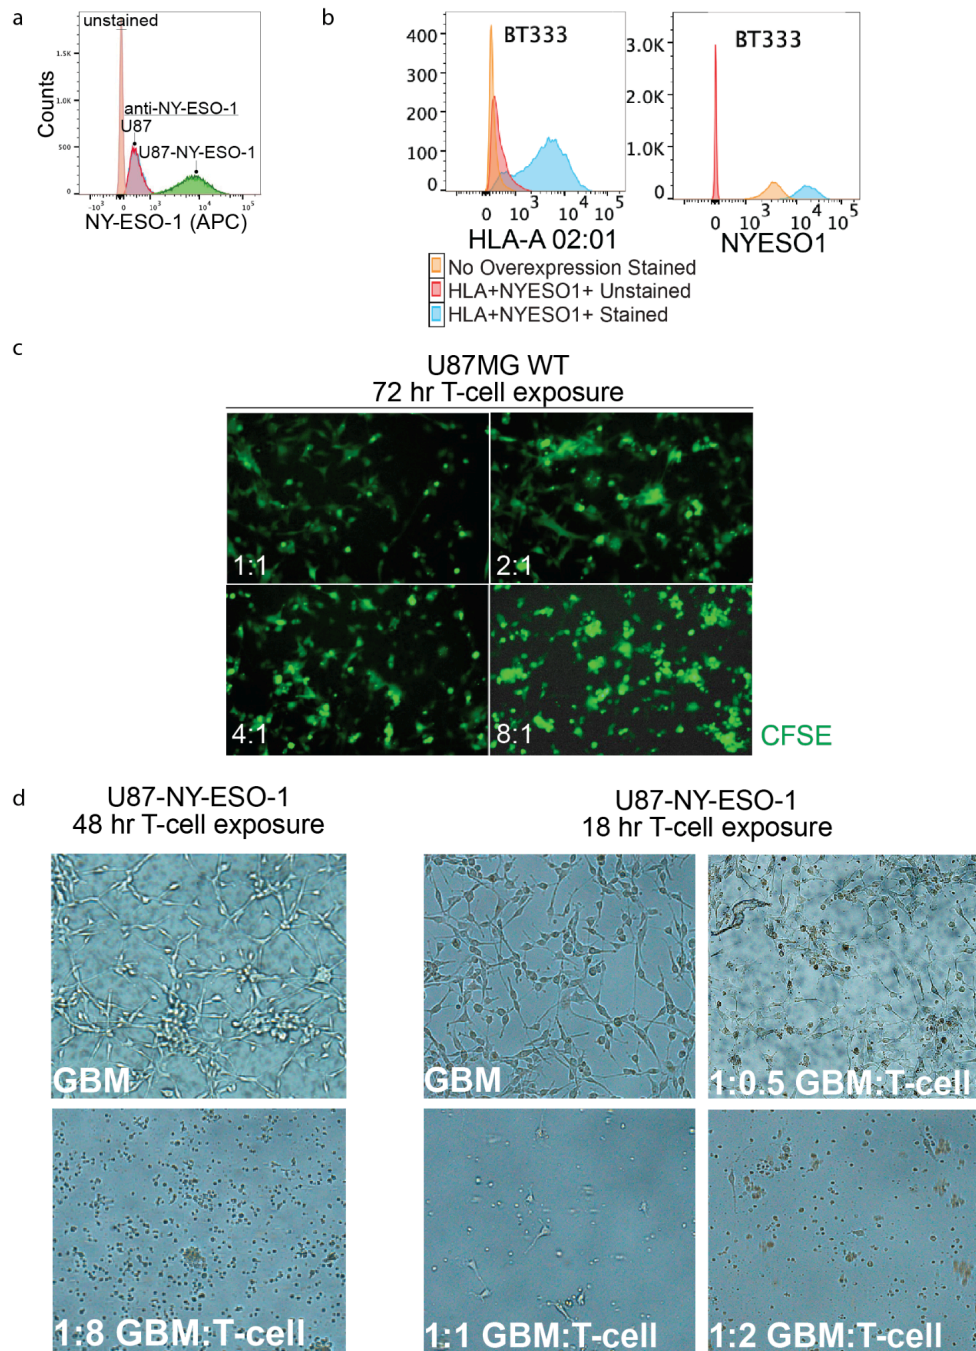 a
unstained
1.5K
1.0K
500
0
Counts
anti-NY-ESO-1
U87
U87-NY-ESO-1
-10³ 0 10³ 10⁴ 10⁵
NY-ESO-1 (APC)
b
BT333
400
300
200
100
0
0 10³ 10⁴ 10⁵
HLA-A 02:01
BT333
3.0K
2.0K
1.0K
0
0 10³ 10⁴ 10⁵
NYESO1
No Overexpression Stained
HLA+NYESO1+ Unstained
HLA+NYESO1+ Stained
c
U87MG WT
72 hr T-cell exposure
1:1
2:1
4:1
8:1
CFSE
d
U87-NY-ESO-1
48 hr T-cell exposure
GBM
1:8 GBM:T-cell
U87-NY-ESO-1
18 hr T-cell exposure
GBM
1:0.5 GBM:T-cell
1:1 GBM:T-cell
1:2 GBM:T-cell